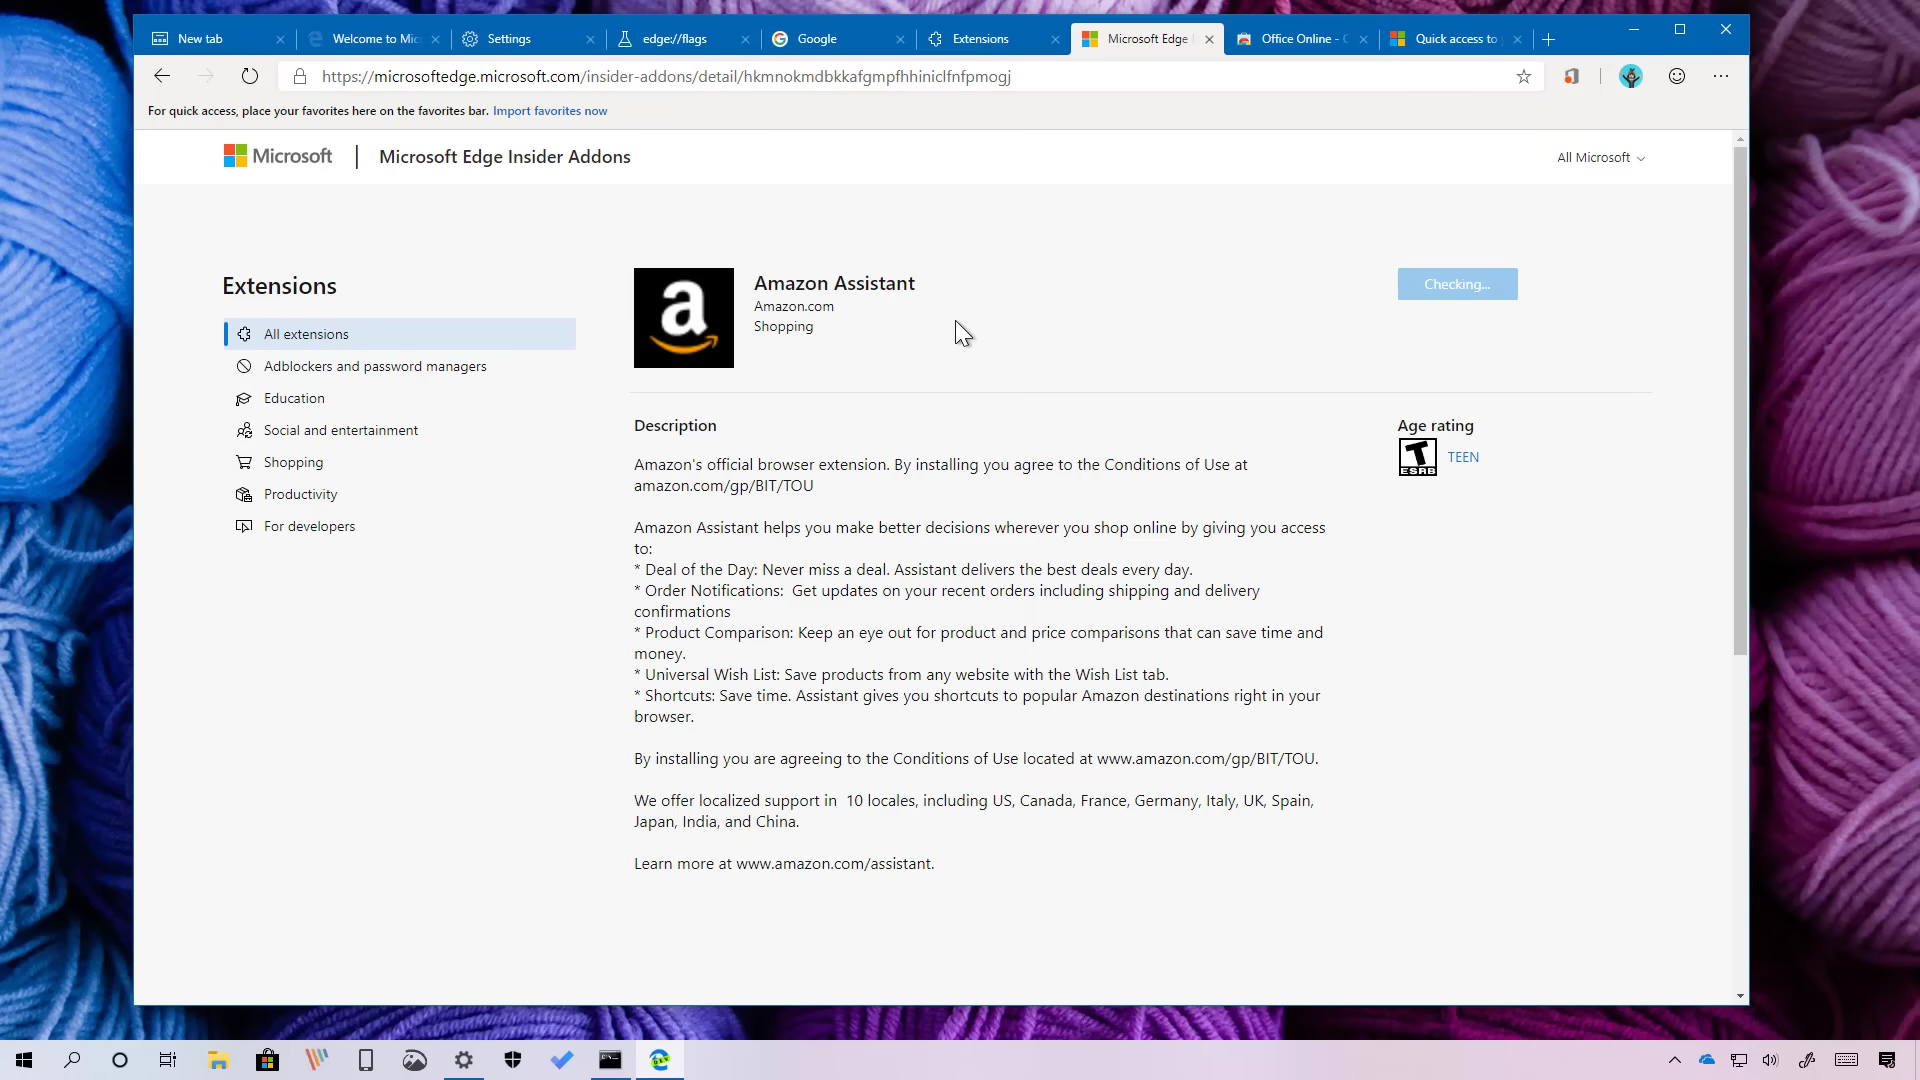 New tab
Welcome to Mic
Settings
edge://flags
Google
Extensions
Microsoft Edge
Office Online - 
Quick access to
https://microsoftedge.microsoft.com/insider-addons/detail/hkmnokmdbkkafgmpfhhiniclfnfpmogj
For quick access, place your favorites here on the favorites bar. Import favorites now
Microsoft
Microsoft Edge Insider Addons
All Microsoft
Extensions
All extensions
Adblockers and password managers
Education
Social and entertainment
Shopping
Productivity
For developers
a
Amazon Assistant
Amazon.com
Shopping
Checking...
Description
Amazon's official browser extension. By installing you agree to the Conditions of Use at
amazon.com/gp/BIT/TOU
Amazon Assistant helps you make better decisions wherever you shop online by giving you access
to:
* Deal of the Day: Never miss a deal. Assistant delivers the best deals every day.
* Order Notifications:  Get updates on your recent orders including shipping and delivery
confirmations
* Product Comparison: Keep an eye out for product and price comparisons that can save time and
money.
* Universal Wish List: Save products from any website with the Wish List tab.
* Shortcuts: Save time. Assistant gives you shortcuts to popular Amazon destinations right in your
browser.
By installing you are agreeing to the Conditions of Use located at www.amazon.com/gp/BIT/TOU.
We offer localized support in  10 locales, including US, Canada, France, Germany, Italy, UK, Spain,
Japan, India, and China.
Learn more at www.amazon.com/assistant.
Age rating
T
ESRB
TEEN
DEV